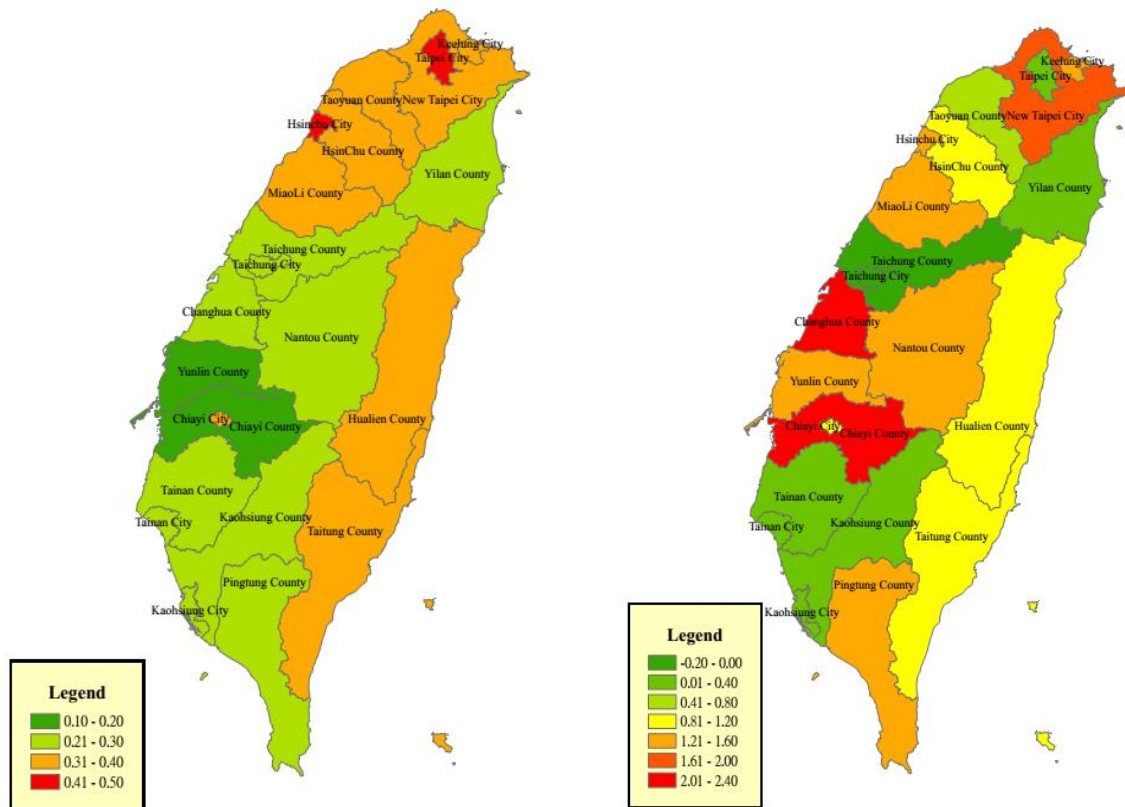 Keelung City
Taipei City
Taoyuan County
New Taipei City
Hsinchu City
HsinChu County
Yilan County
MiaoLi County
Taichung County
Taichung City
Changhua County
Nantou County
Yunlin County
Chiayi City
Chiayi County
Hualien County
Tainan County
Tainan City
Kaohsiung County
Taitung County
Pingtung County
Kaohsiung City
Legend
0.10 - 0.20
0.21 - 0.30
0.31 - 0.40
0.41 - 0.50
Keelung City
Taipei City
Taoyuan County
New Taipei City
Hsinchu City
HsinChu County
Yilan County
MiaoLi County
Taichung County
Taichung City
Changhua County
Nantou County
Yunlin County
Chiayi City
Chiayi County
Hualien County
Tainan County
Tainan City
Kaohsiung County
Taitung County
Pingtung County
Kaohsiung City
Legend
-0.20 - 0.00
0.01 - 0.40
0.41 - 0.80
0.81 - 1.20
1.21 - 1.60
1.61 - 2.00
2.01 - 2.40